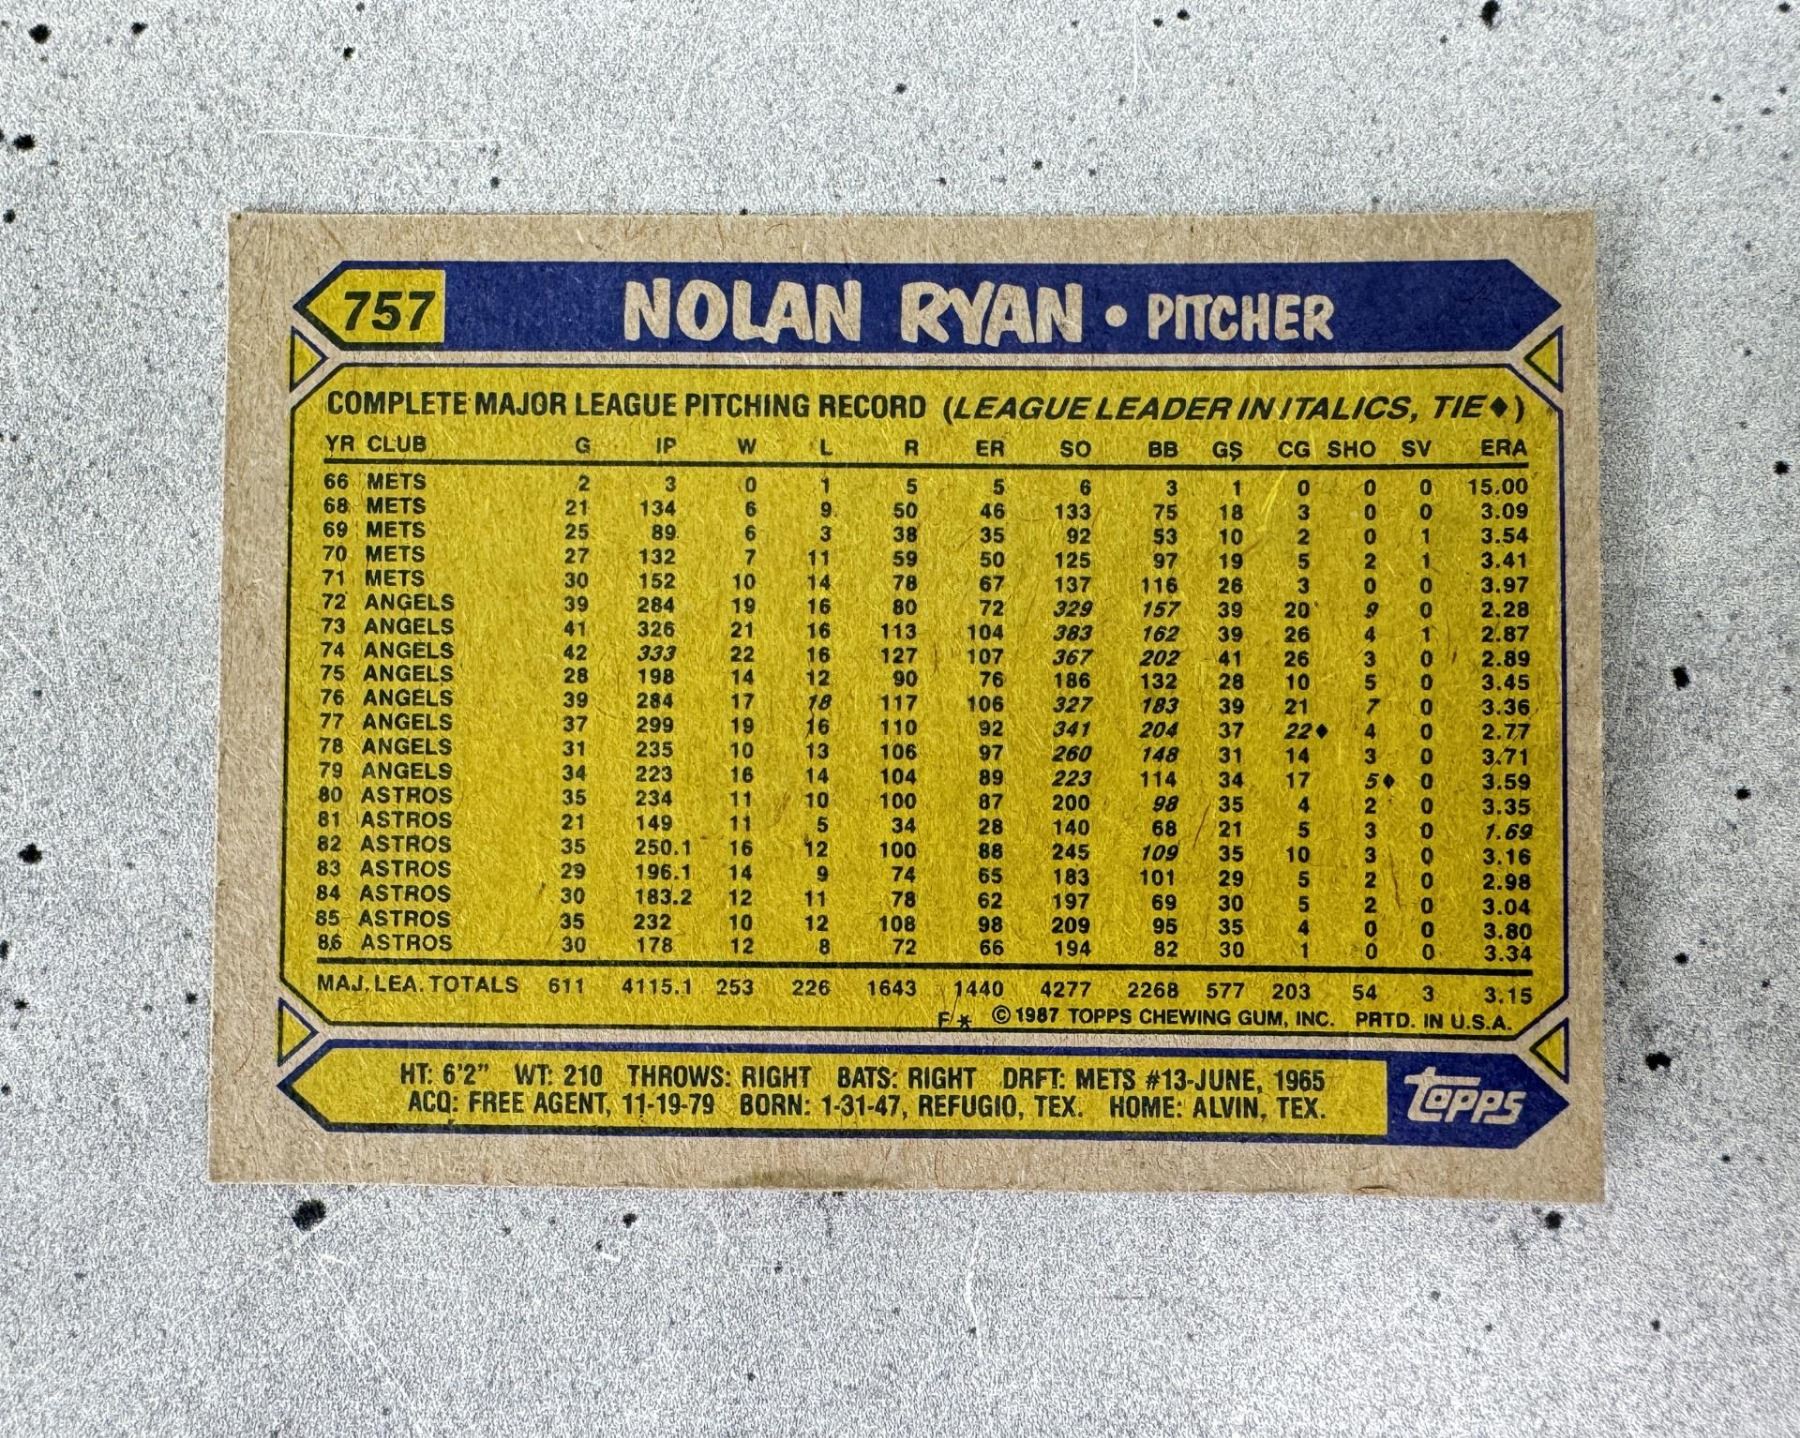 757 NOLAN RYAN • PITCHER
COMPLETE MAJOR LEAGUE PITCHING RECORD (LEAGUE LEADER IN ITALICS, TIE♦)
YR CLUB G IP W L R ER SO BB GS CG SHO SV ERA
66 METS 2 3 0 1 5 5 6 3 1 0 0 0 15.00
68 METS 21 134 6 9 50 46 133 75 18 3 0 0 3.09
69 METS 25 89 6 3 38 35 92 53 10 2 0 1 3.54
70 METS 27 132 7 11 59 50 125 97 19 5 2 1 3.41
71 METS 30 152 10 14 78 67 137 116 26 3 0 0 3.97
72 ANGELS 39 284 19 16 80 72 329 157 39 20 9 0 2.28
73 ANGELS 41 326 21 16 113 104 383 162 39 26 4 1 2.87
74 ANGELS 42 333 22 16 127 107 367 202 41 26 3 0 2.89
75 ANGELS 28 198 14 12 90 76 186 132 28 10 5 0 3.45
76 ANGELS 39 284 17 18 117 106 327 183 39 21 7 0 3.36
77 ANGELS 37 299 19 16 110 92 341 204 37 22♦ 4 0 2.77
78 ANGELS 31 235 10 13 106 97 260 148 31 14 3 0 3.71
79 ANGELS 34 223 16 14 104 89 223 114 34 17 5♦ 0 3.59
80 ASTROS 35 234 11 10 100 87 200 98 35 4 2 0 3.35
81 ASTROS 21 149 11 5 34 28 140 68 21 5 3 0 1.69
82 ASTROS 35 250.1 16 12 100 88 245 109 35 10 3 0 3.16
83 ASTROS 29 196.1 14 9 74 65 183 101 29 5 2 0 2.98
84 ASTROS 30 183.2 12 11 78 62 197 69 30 5 2 0 3.04
85 ASTROS 35 232 10 12 108 98 209 95 35 4 0 0 3.80
86 ASTROS 30 178 12 8 72 66 194 82 30 1 0 0 3.34
MAJ. LEA. TOTALS 611 4115.1 253 226 1643 1440 4277 2268 577 203 54 3 3.15
F* © 1987 TOPPS CHEWING GUM, INC. PRTD. IN U.S.A.
HT: 6'2" WT: 210 THROWS: RIGHT BATS: RIGHT DRFT: METS #13-JUNE, 1965
ACQ: FREE AGENT, 11-19-79 BORN: 1-31-47, REFUGIO, TEX. HOME: ALVIN, TEX.
topps